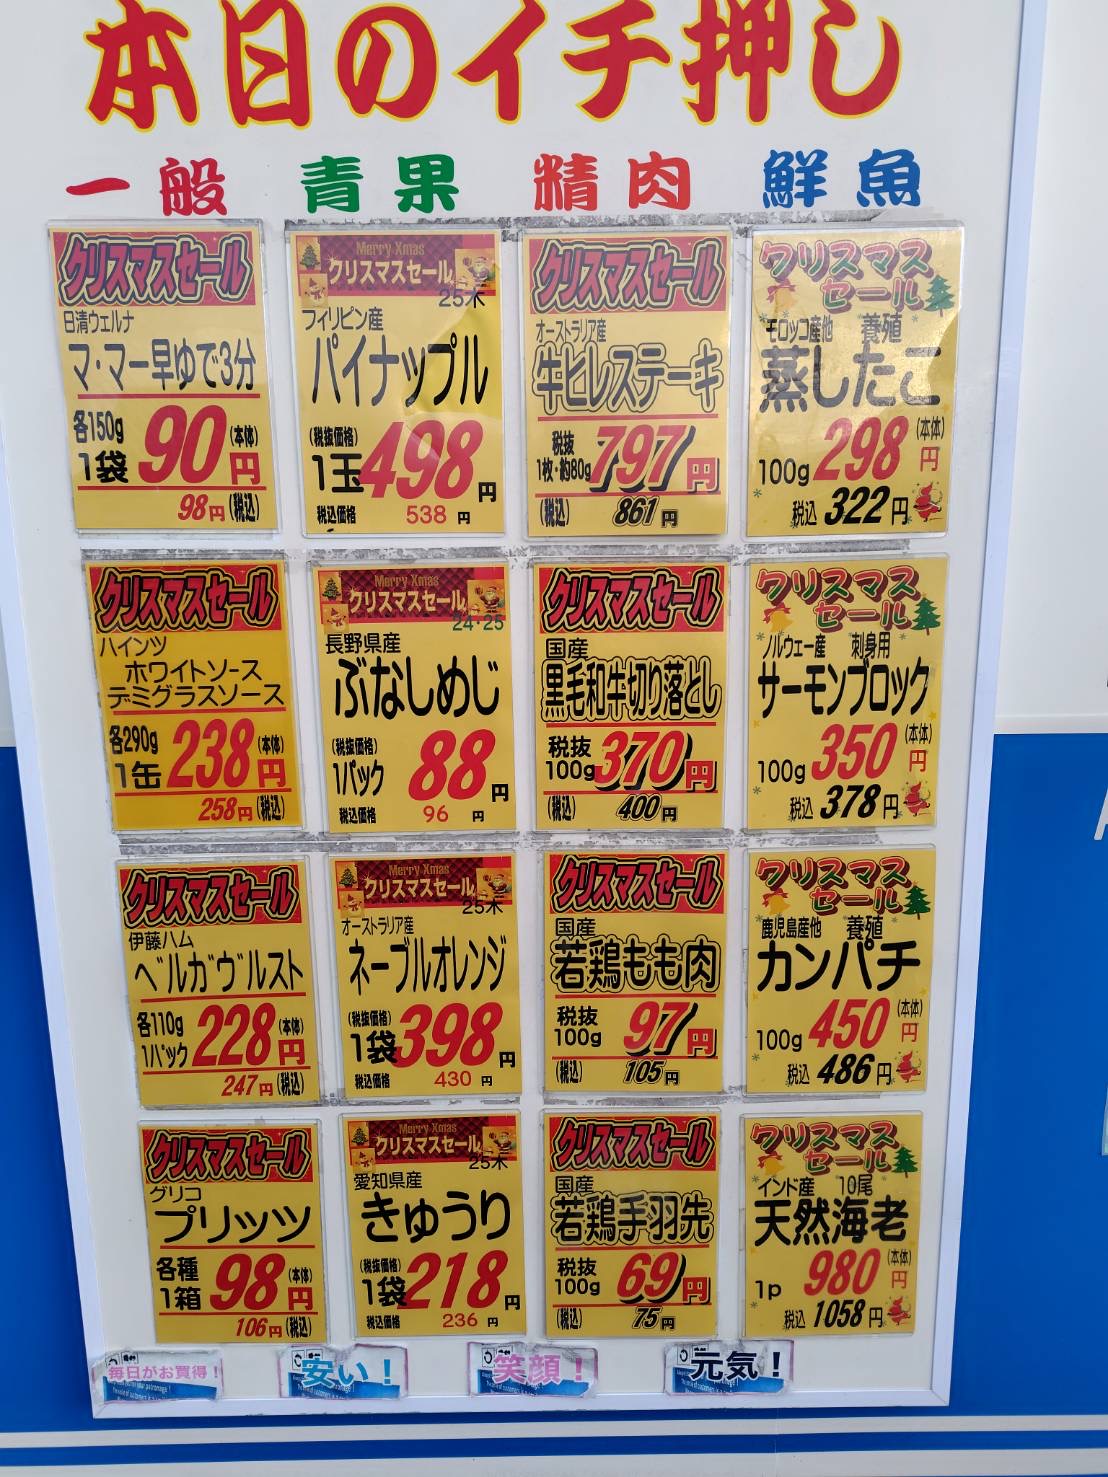 本日のイチ押し
一般 青果 精肉 鮮魚
クリスマスセール
日清ウェルナ
マ・マー早ゆで3分
各150g
1袋 90円 (本体)
98円(税込)
Merry Xmas
クリスマスセール
25木
フィリピン産
パイナップル
(税抜価格)
1玉 498円
税込価格 538円
クリスマスセール
オーストラリア産
牛ヒレステーキ
税抜
1枚・約80g 797円
(税込) 861円
クリスマス
セール
モロッコ産他 養殖
蒸したこ
100g 298円 (本体)
税込 322円
クリスマスセール
ハインツ
ホワイトソース
デミグラスソース
各290g
1缶 238円 (本体)
258円(税込)
Merry Xmas
クリスマスセール
24・25
長野県産
ぶなしめじ
(税抜価格)
1パック 88円
税込価格 96円
クリスマスセール
国産
黒毛和牛切り落とし
税抜
100g 370円
(税込) 400円
クリスマス
セール
ノルウェー産 刺身用
サーモンブロック
100g 350円 (本体)
税込 378円
クリスマスセール
伊藤ハム
ベルガヴルスト
各110g
1パック 228円 (本体)
247円(税込)
Merry Xmas
クリスマスセール
25木
オーストラリア産
ネーブルオレンジ
(税抜価格)
1袋 398円
税込価格 430円
クリスマスセール
国産
若鶏もも肉
税抜
100g 97円
(税込) 105円
クリスマス
セール
鹿児島産他 養殖
カンパチ
100g 450円 (本体)
税込 486円
クリスマスセール
グリコ
プリッツ
各種
1箱 98円 (本体)
106円(税込)
Merry Xmas
クリスマスセール
25木
愛知県産
きゅうり
(税抜価格)
1袋 218円
税込価格 236円
クリスマスセール
国産
若鶏手羽先
税抜
100g 69円
(税込) 75円
クリスマス
セール
インド産 10尾
天然海老
1p 980円 (本体)
税込 1058円
毎日がお買得! 安い! 笑顔! 元気!